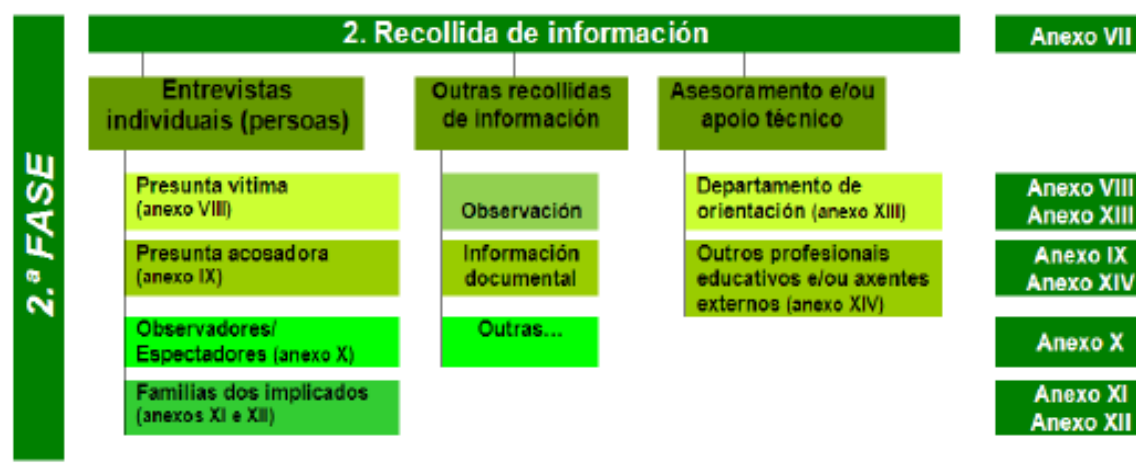 2.ª FASE
2. Recollida de información
Anexo VII
Entrevistas
individuais (persoas)
Outras recollidas
de información
Asesoramento e/ou
apoio técnico
Presunta vitima
(anexo VIII)
Presunta acosadora
(anexo IX)
Observadores/
Espectadores (anexo X)
Familias dos implicados
(anexos XI e XII)
Observación
Información
documental
Outras...
Departamento de
orientación (anexo XIII)
Outros profesionais
educativos e/ou axentes
externos (anexo XIV)
Anexo VIII
Anexo XIII
Anexo IX
Anexo XIV
Anexo X
Anexo XI
Anexo XII